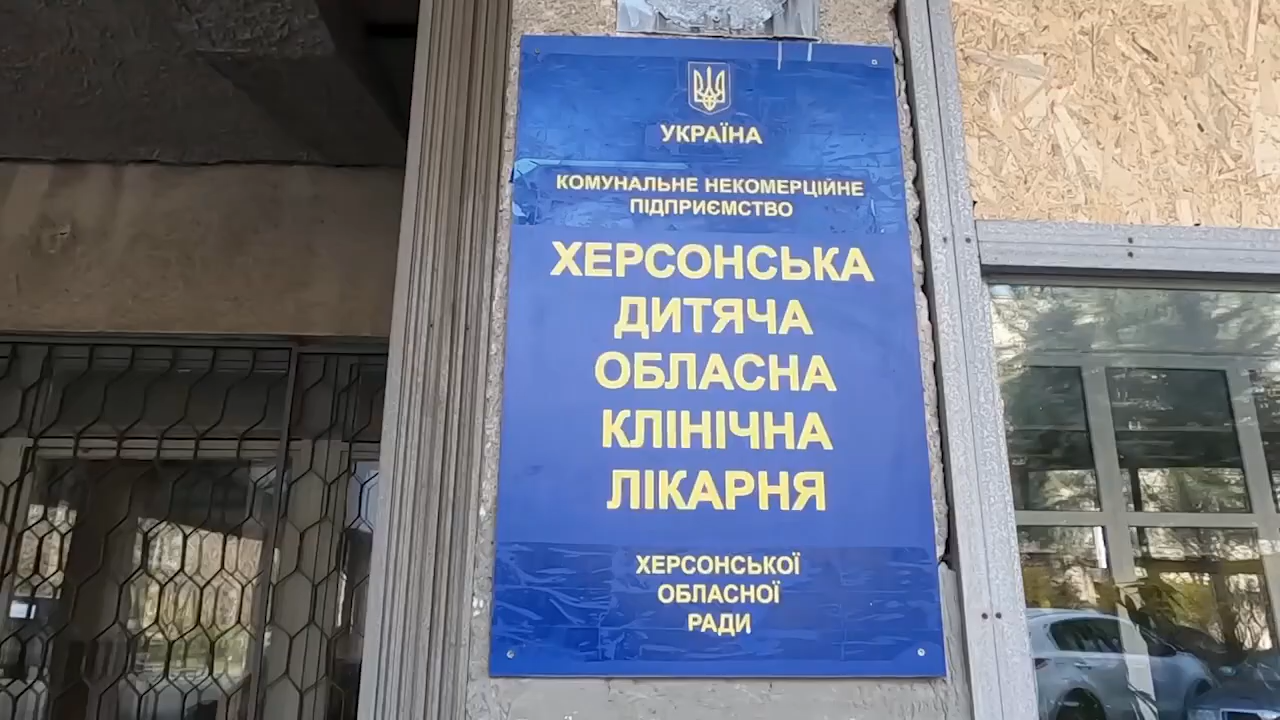 УКРАЇНА
КОМУНАЛЬНЕ НЕКОМЕРЦІЙНЕ
ПІДПРИЄМСТВО
ХЕРСОНСЬКА
ДИТЯЧА
ОБЛАСНА
КЛІНІЧНА
ЛІКАРНЯ
ХЕРСОНСЬКОЇ
ОБЛАСНОЇ
РАДИ